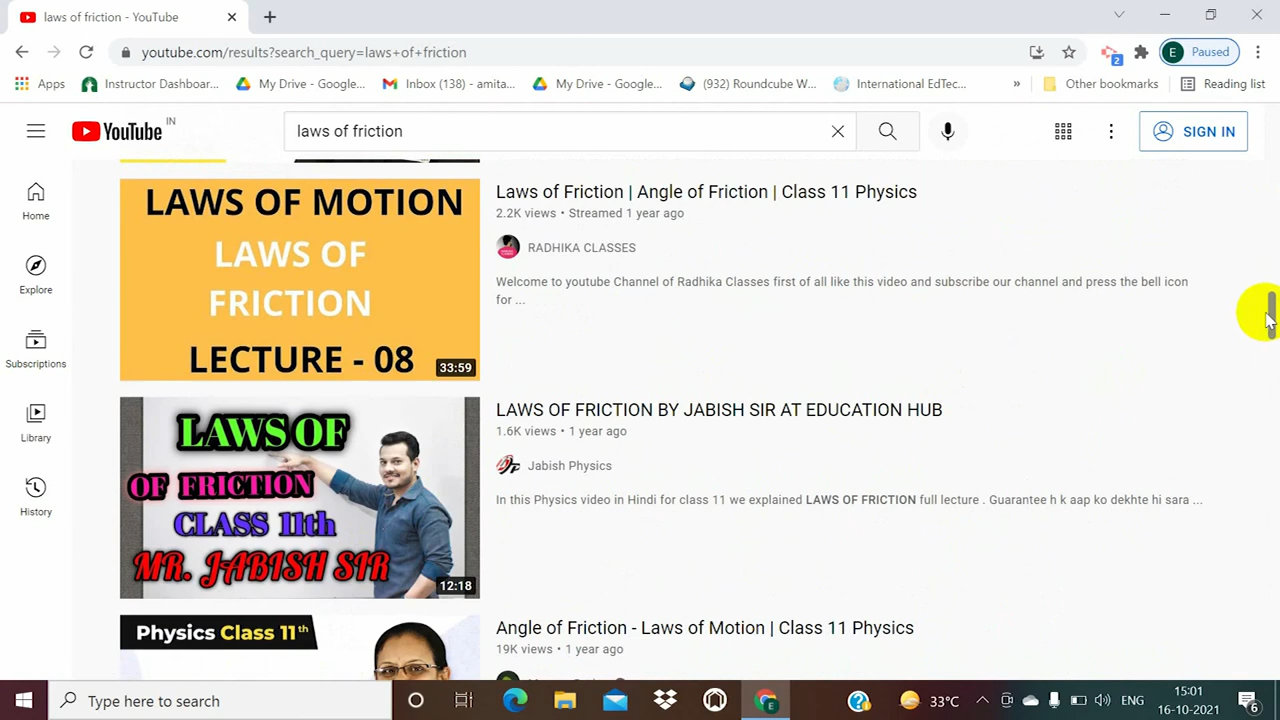 laws of friction - YouTube
youtube.com/results?search_query=laws+of+friction
2
E Paused
Apps Instructor Dashboar... My Drive - Google... Inbox (138) - amita... My Drive - Google... (932) Roundcube W... International EdTec... » Other bookmarks Reading list
YouTube IN
laws of friction
SIGN IN
Home
Explore
Subscriptions
Library
History
LAWS OF MOTION
LAWS OF
FRICTION
LECTURE - 08
33:59
Laws of Friction | Angle of Friction | Class 11 Physics
2.2K views • Streamed 1 year ago
RADHIKA CLASSES
Welcome to youtube Channel of Radhika Classes first of all like this video and subscribe our channel and press the bell icon
for ...
LAWS OF
OF FRICTION
CLASS 11th
MR. JABISH SIR
12:18
LAWS OF FRICTION BY JABISH SIR AT EDUCATION HUB
1.6K views • 1 year ago
Jabish Physics
In this Physics video in Hindi for class 11 we explained LAWS OF FRICTION full lecture . Guarantee h k aap ko dekhte hi sara ...
Physics Class 11th
Angle of Friction - Laws of Motion | Class 11 Physics
19K views • 1 year ago
Type here to search
33°C
ENG
15:01
16-10-2021
6